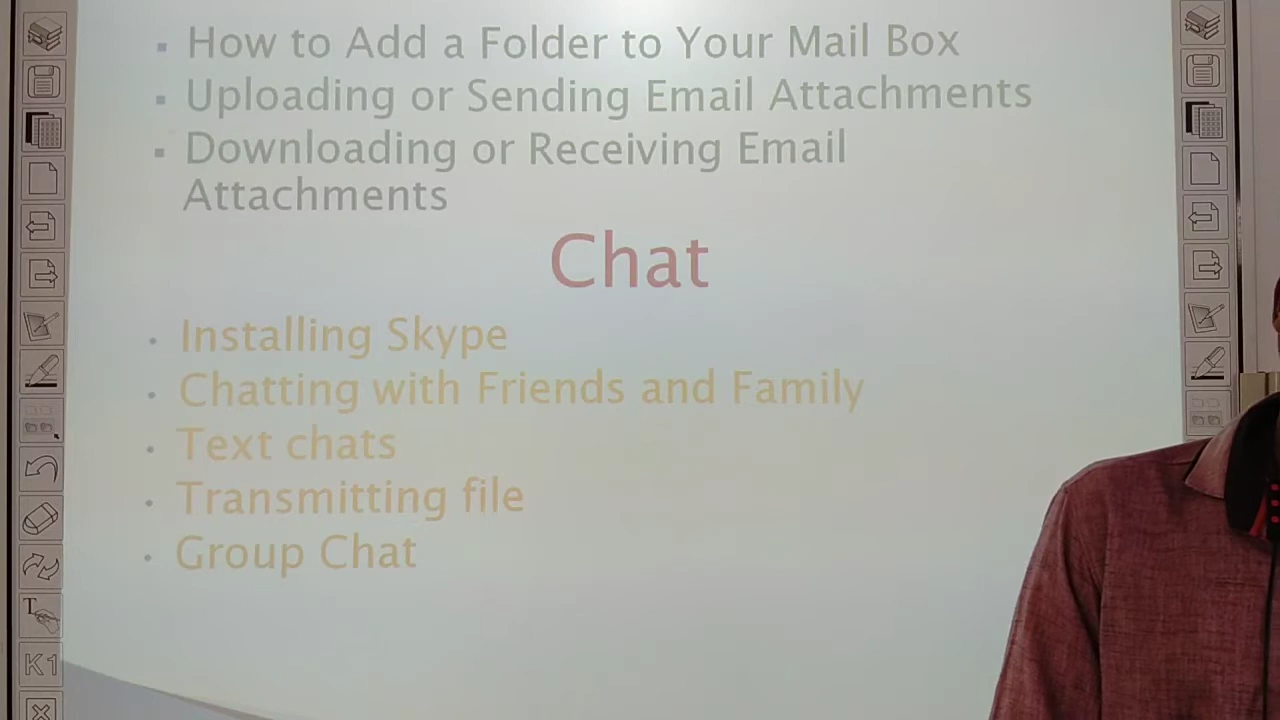 How to Add a Folder to Your Mail Box
Uploading or Sending Email Attachments
Downloading or Receiving Email
Attachments
Chat
Installing Skype
Chatting with Friends and Family
Text chats
Transmitting file
Group Chat
T
K1